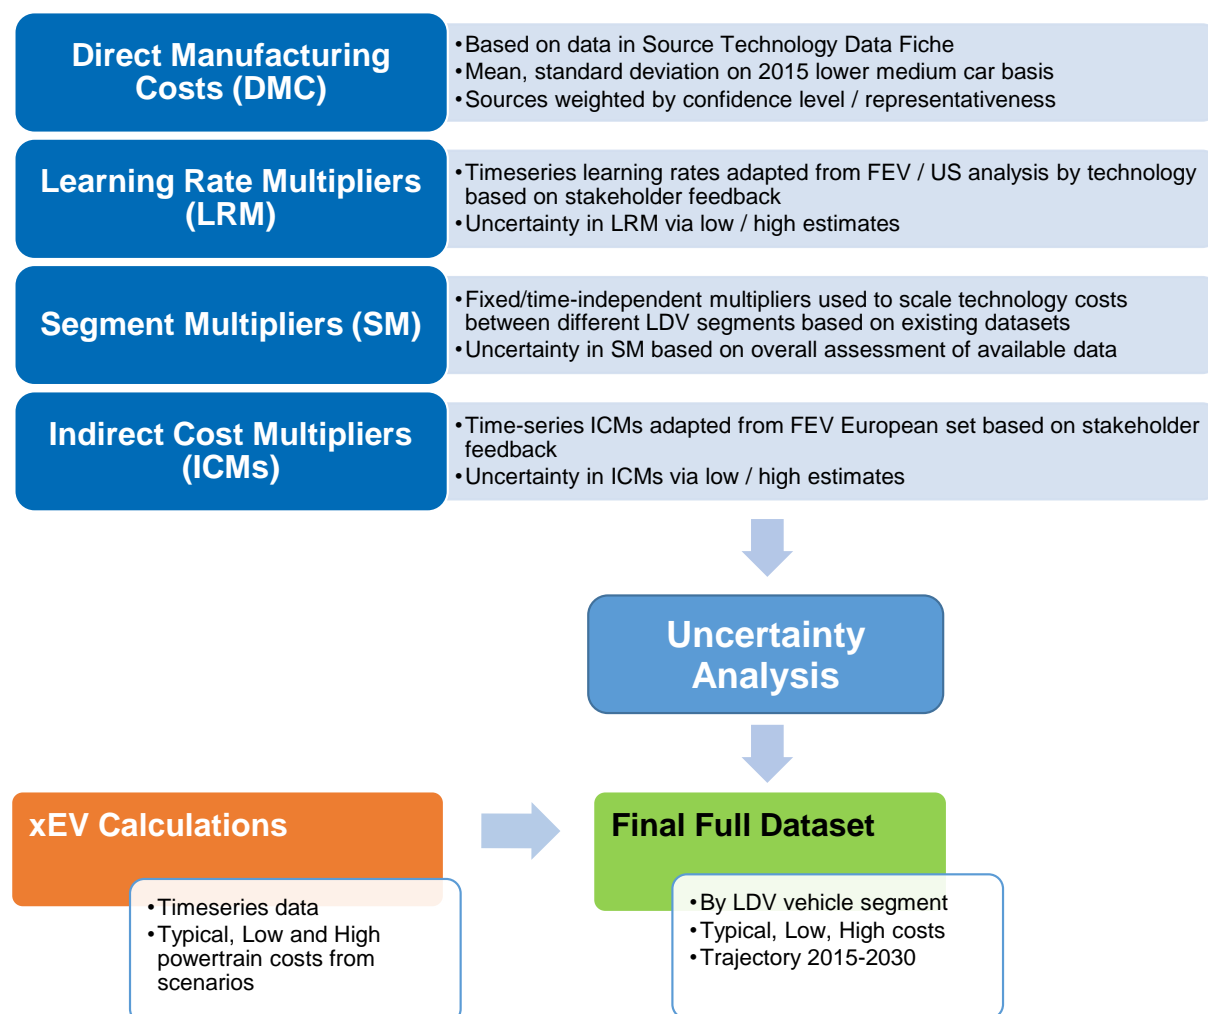 Direct Manufacturing
Costs (DMC)
•Based on data in Source Technology Data Fiche
•Mean, standard deviation on 2015 lower medium car basis
•Sources weighted by confidence level / representativeness
Learning Rate Multipliers
(LRM)
•Timeseries learning rates adapted from FEV / US analysis by technology
based on stakeholder feedback
•Uncertainty in LRM via low / high estimates
Segment Multipliers (SM)
•Fixed/time-independent multipliers used to scale technology costs
between different LDV segments based on existing datasets
•Uncertainty in SM based on overall assessment of available data
Indirect Cost Multipliers
(ICMs)
•Time-series ICMs adapted from FEV European set based on stakeholder
feedback
•Uncertainty in ICMs via low / high estimates
Uncertainty
Analysis
xEV Calculations
•Timeseries data
•Typical, Low and High
powertrain costs from
scenarios
Final Full Dataset
•By LDV vehicle segment
•Typical, Low, High costs
•Trajectory 2015-2030